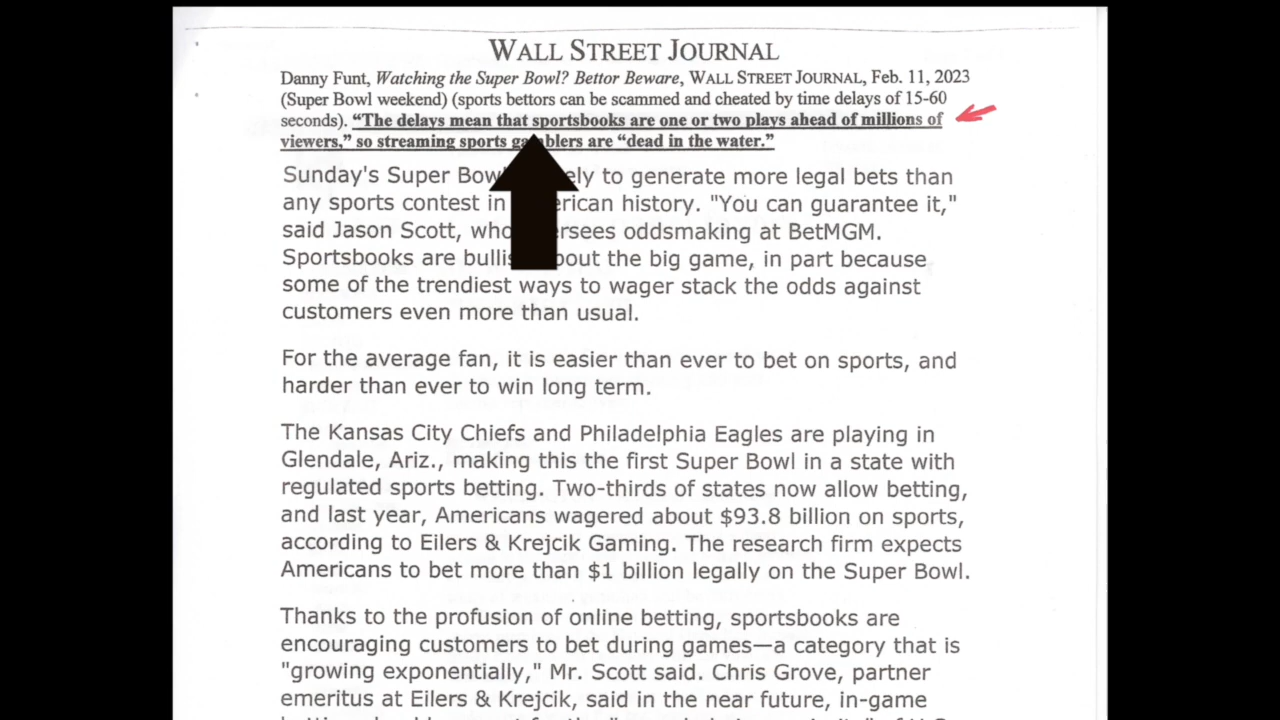 WALL STREET JOURNAL
Danny Funt, Watching the Super Bowl? Bettor Beware, WALL STREET JOURNAL, Feb. 11, 2023
(Super Bowl weekend) (sports bettors can be scammed and cheated by time delays of 15-60
seconds). “The delays mean that sportsbooks are one or two plays ahead of millions of
viewers,” so streaming sports gamblers are “dead in the water.”
Sunday's Super Bowl to generate more legal bets than
any sports contest in American history. "You can guarantee it,"
said Jason Scott, who oversees oddsmaking at BetMGM.
Sportsbooks are bullish about the big game, in part because
some of the trendiest ways to wager stack the odds against
customers even more than usual.
For the average fan, it is easier than ever to bet on sports, and
harder than ever to win long term.
The Kansas City Chiefs and Philadelphia Eagles are playing in
Glendale, Ariz., making this the first Super Bowl in a state with
regulated sports betting. Two-thirds of states now allow betting,
and last year, Americans wagered about $93.8 billion on sports,
according to Eilers & Krejcik Gaming. The research firm expects
Americans to bet more than $1 billion legally on the Super Bowl.
Thanks to the profusion of online betting, sportsbooks are
encouraging customers to bet during games—a category that is
"growing exponentially," Mr. Scott said. Chris Grove, partner
emeritus at Eilers & Krejcik, said in the near future, in-game